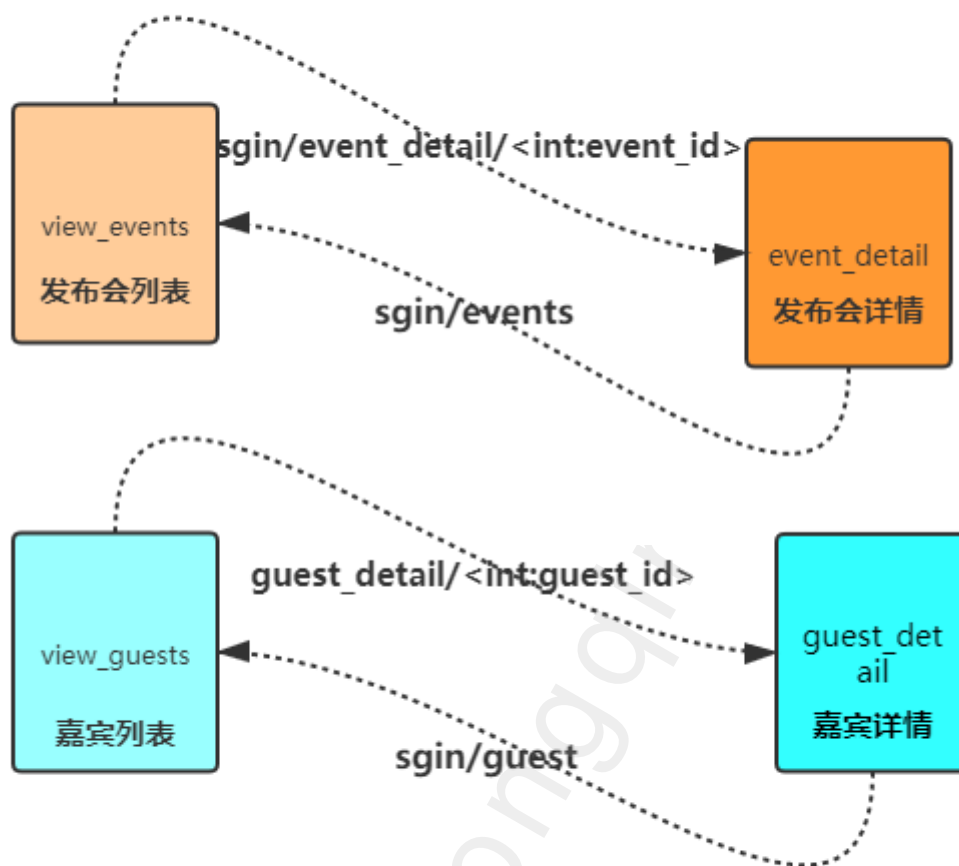 sgin/event_detail/<int:event_id>
view_events
发布会列表
event_detail
发布会详情
sgin/events
guest_detail/<int:guest_id>
view_guests
嘉宾列表
guest_det
ail
嘉宾详情
sgin/guest